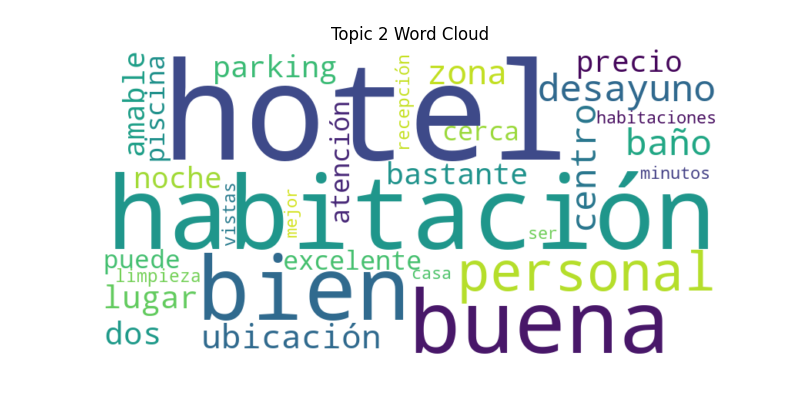 Topic 2 Word Cloud
hotel
habitación
bien
buena
personal
desayuno
centro
ubicación
amable
piscina
parking
recepción
zona
precio
habitaciones
cerca
baño
atención
bastante
minutos
noche
vistas
mejor
ser
puede
limpieza
excelente
casa
lugar
dos